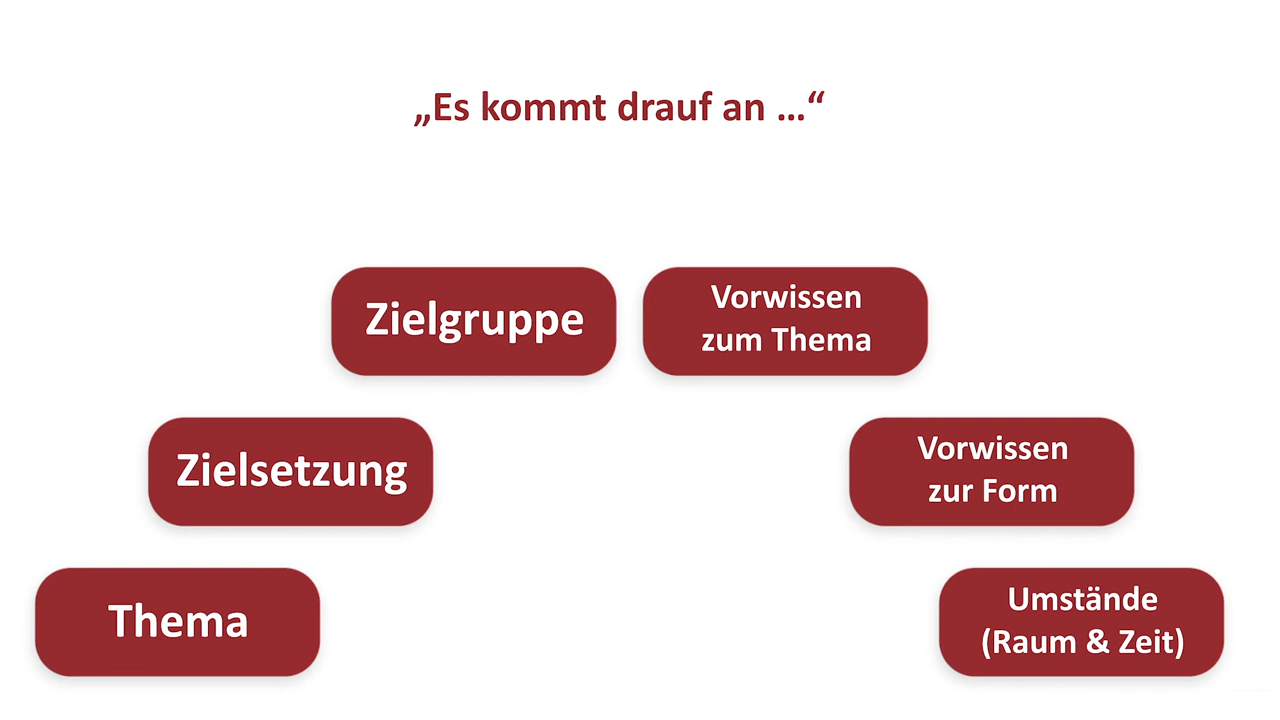 „Es kommt drauf an …“
Zielgruppe
Vorwissen
zum Thema
Zielsetzung
Vorwissen
zur Form
Thema
Umstände
(Raum & Zeit)